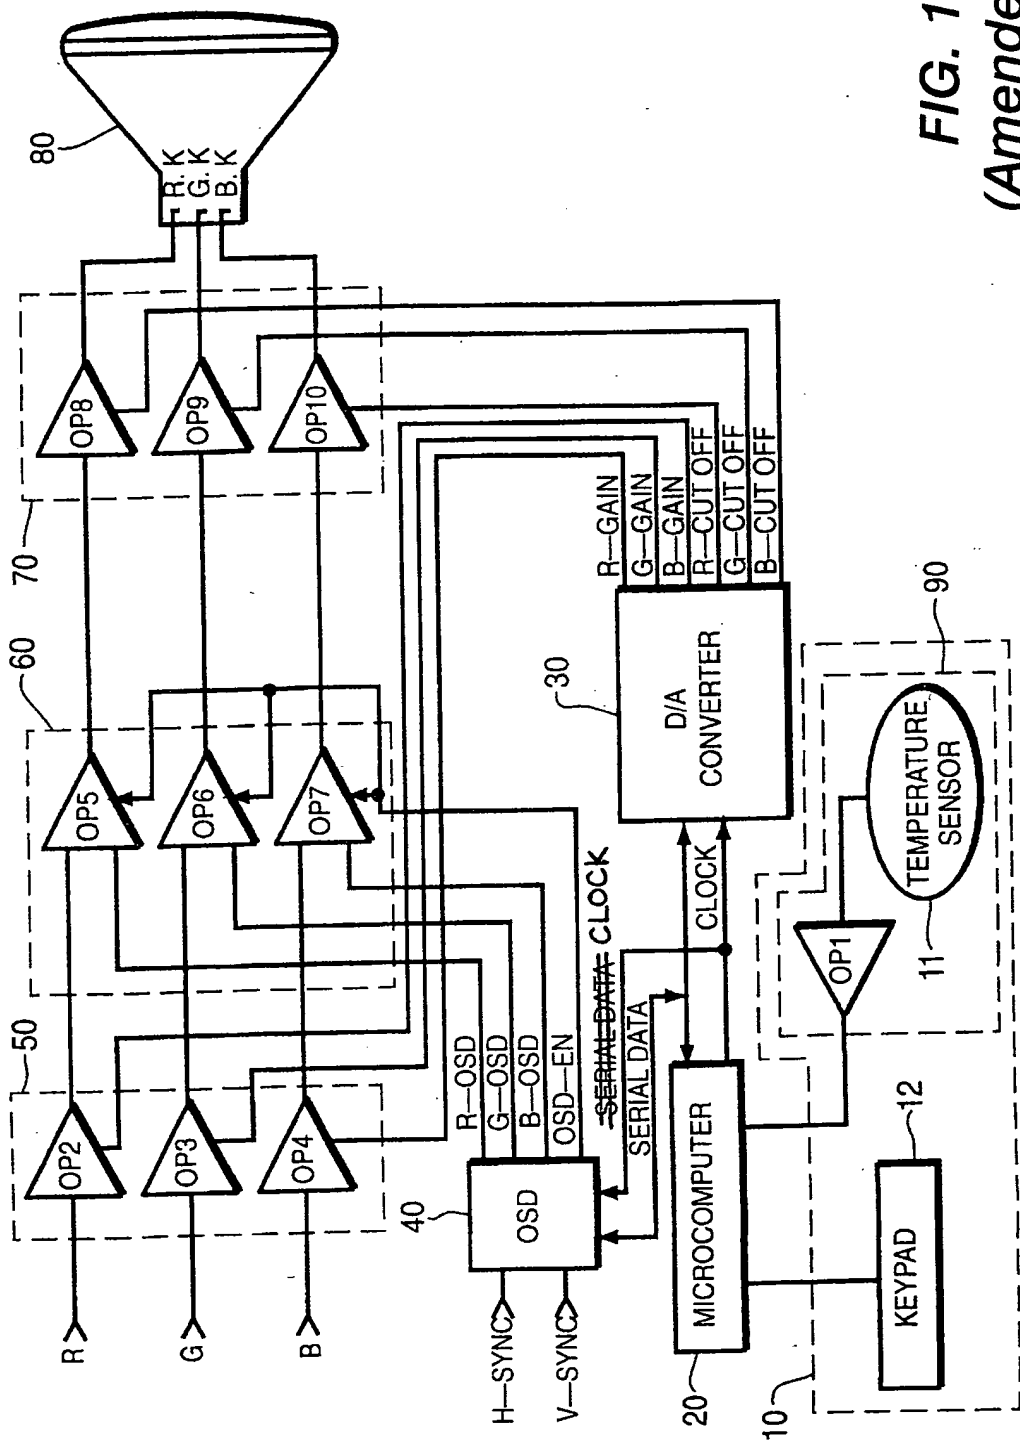 FIG. 1
(Amende
80
R. K
G. K
B. K
70
OP8
OP9
OP10
60
OP5
OP6
OP7
50
OP2
OP3
OP4
R
G
B
40
OSD
H—SYNC
V—SYNC
R—OSD
G—OSD
B—OSD
OSD—EN
SERIAL DATA CLOCK
SERIAL DATA
CLOCK
30
D/A
CONVERTER
R—GAIN
G—GAIN
B—GAIN
R—CUT OFF
G—CUT OFF
B—CUT OFF
20
MICROCOMPUTER
10
KEYPAD
12
OP1
11
TEMPERATURE
SENSOR
90